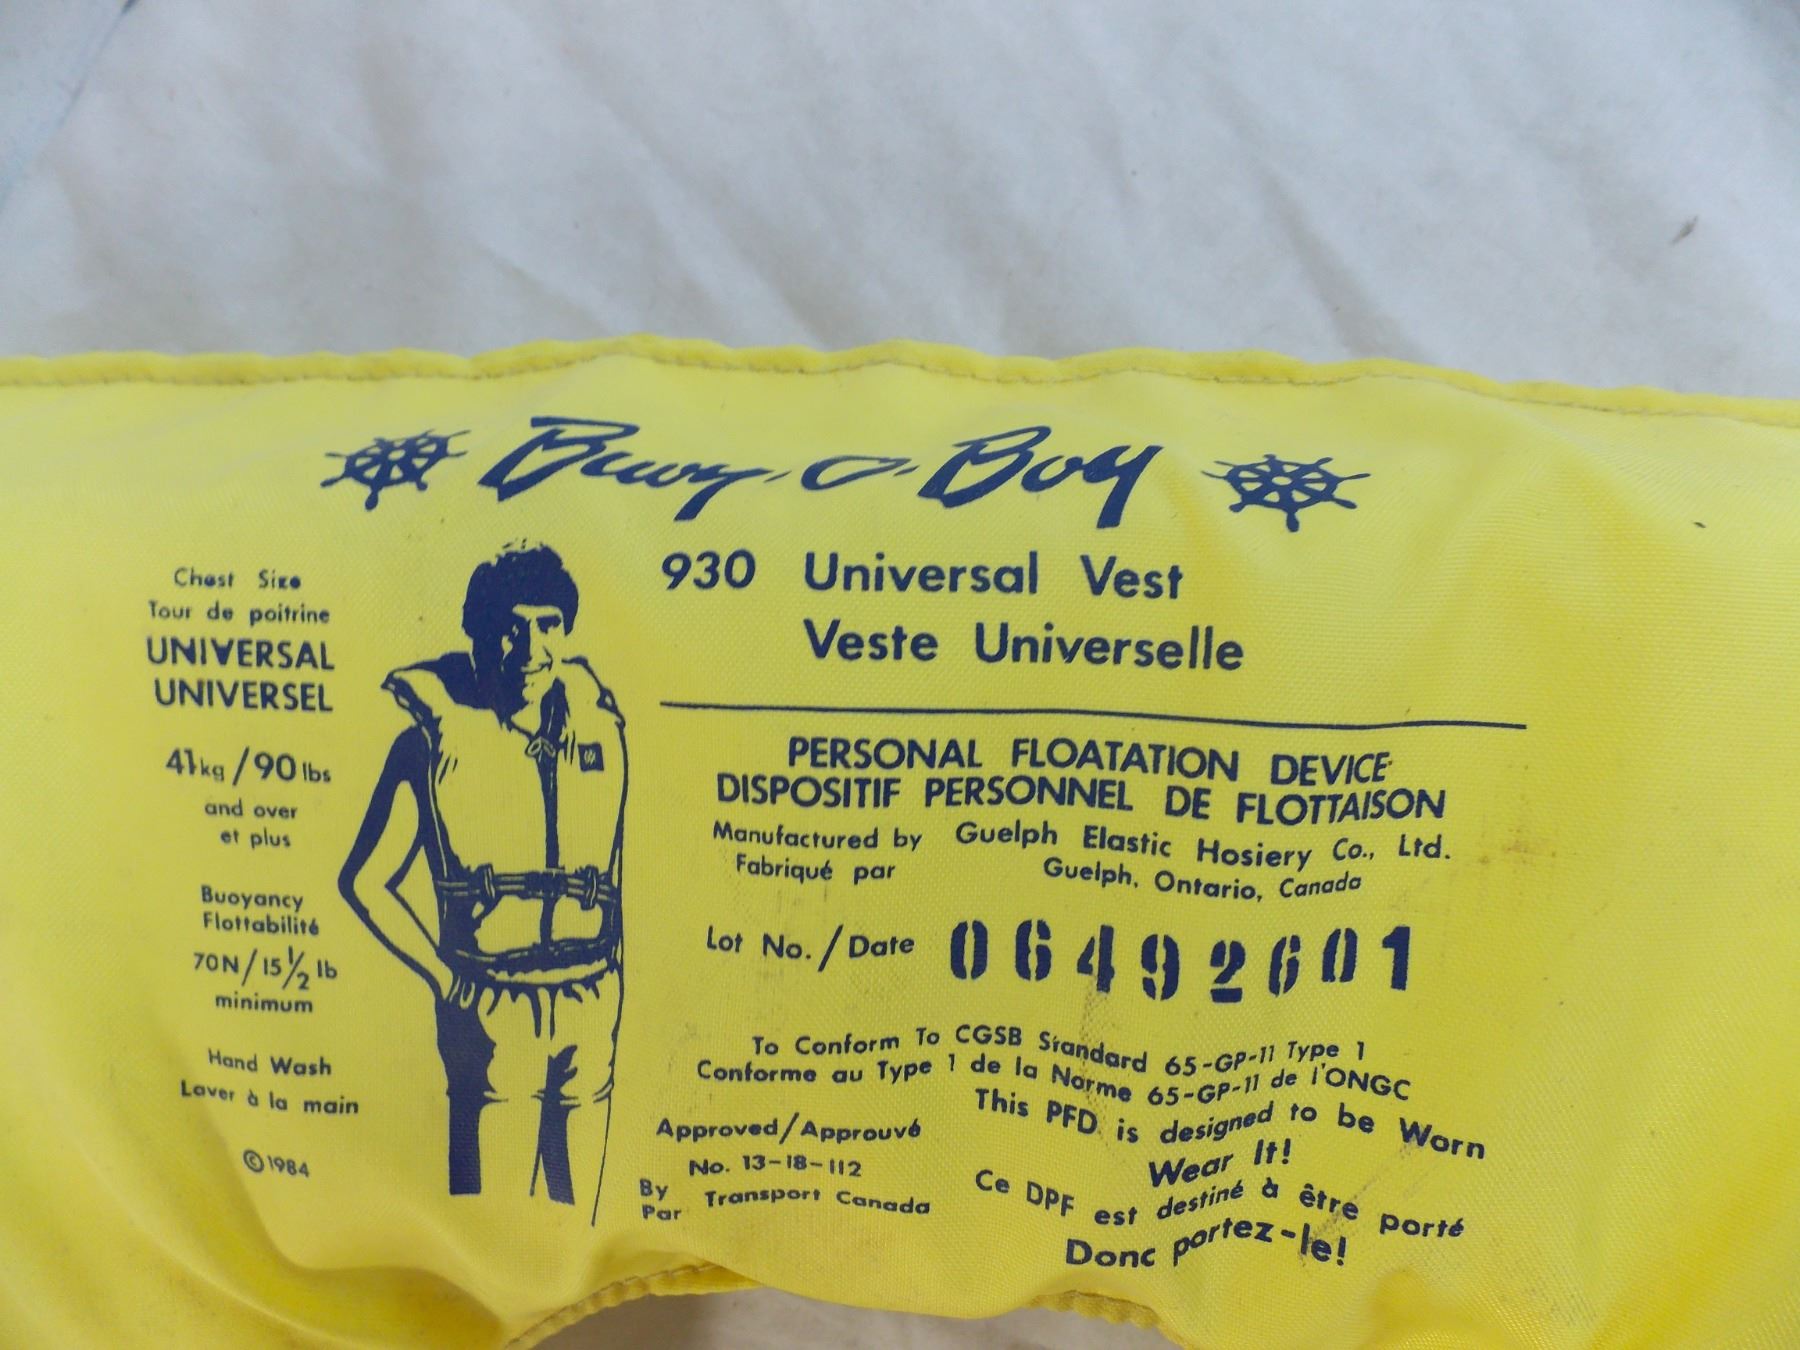 Buoy-o-Boy
930 Universal Vest
Veste Universelle
Chest Size
Tour de poitrine
UNIVERSAL
UNIVERSEL
41kg/90 lbs
and over
et plus
Buoyancy
Flottabilité
70N/15½ lb
minimum
Hand Wash
Laver à la main
©1984
PERSONAL FLOATATION DEVICE
DISPOSITIF PERSONNEL DE FLOTTAISON
Manufactured by Guelph Elastic Hosiery Co., Ltd.
Fabriqué par Guelph, Ontario, Canada
Lot No./Date 06492601
To Conform To CGSB Standard 65-GP-11 Type 1
Conforme au Type 1 de la Norme 65-GP-11 de l'ONGC
Approved/Approuvé
No. 13-18-112
By
Par Transport Canada
This PFD is designed to be Worn
Wear It!
Ce DPF est destiné à être porté
Donc portez-le!